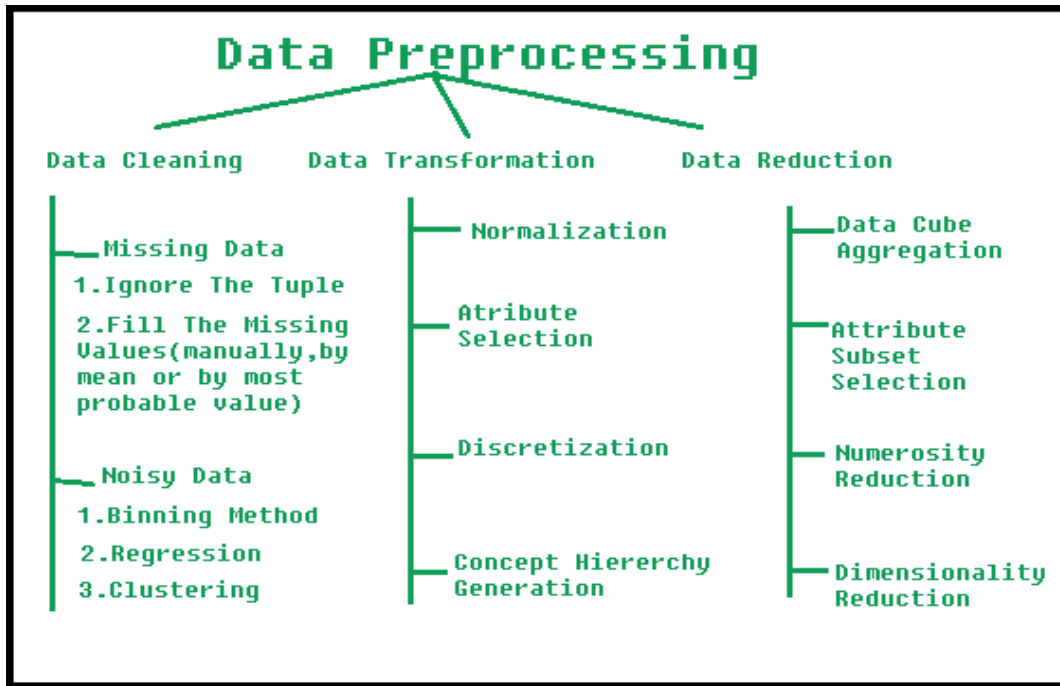 Data Preprocessing
Data Cleaning
Missing Data
1.Ignore The Tuple
2.Fill The Missing
Values(manually,by
mean or by most
probable value)
Noisy Data
1.Binning Method
2.Regression
3.Clustering
Data Transformation
Normalization
Atribute
Selection
Discretization
Concept Hiererchy
Generation
Data Reduction
Data Cube
Aggregation
Attribute
Subset
Selection
Numerosity
Reduction
Dimensionality
Reduction